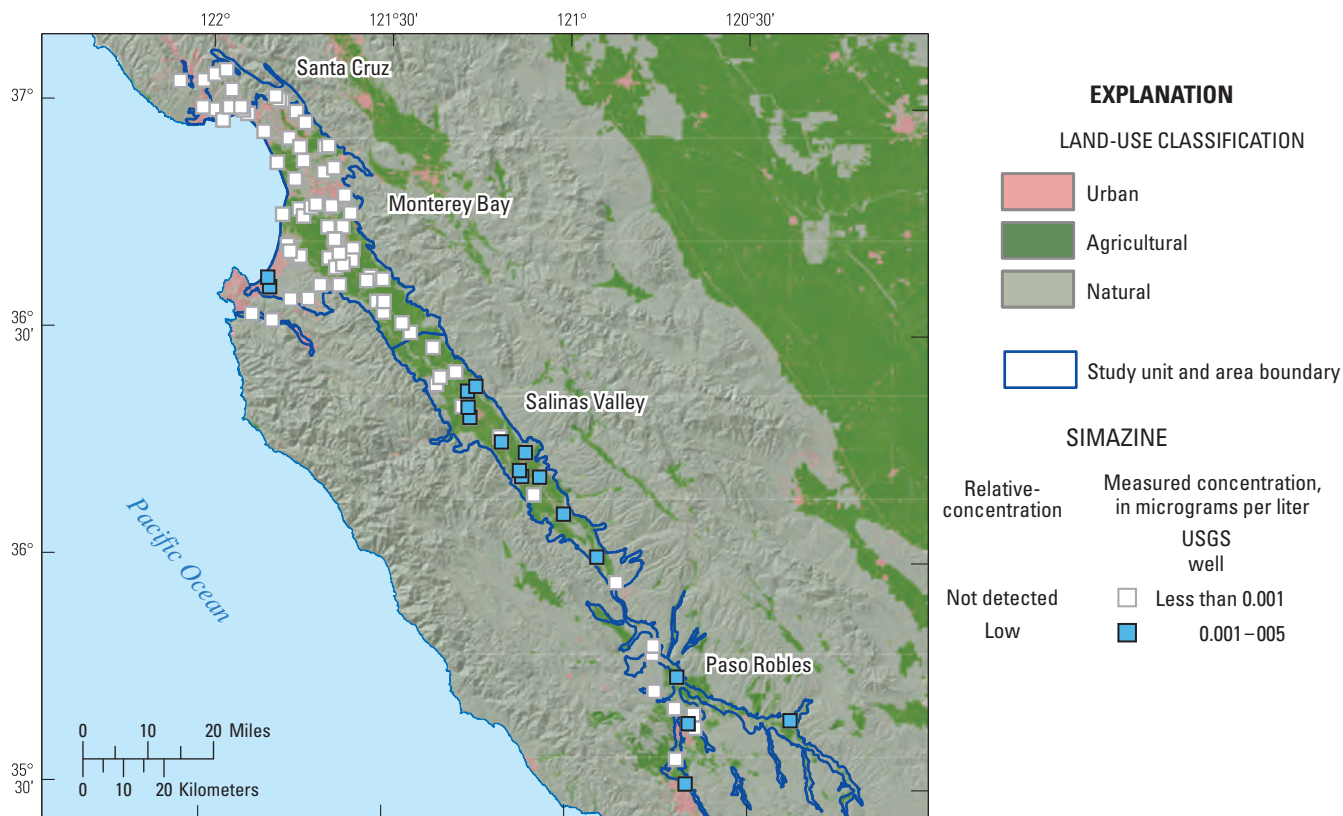 122°
121°30'
121°
120°30'
37°
36°
30'
36°
35°
30'
Santa Cruz
Monterey Bay
Salinas Valley
Paso Robles
Pacific Ocean
0 10 20 Miles
0 10 20 Kilometers
EXPLANATION
LAND-USE CLASSIFICATION
Urban
Agricultural
Natural
Study unit and area boundary
SIMAZINE
Relative-
concentration
Measured concentration,
in micrograms per liter
USGS
well
Not detected
Less than 0.001
Low
0.001–005